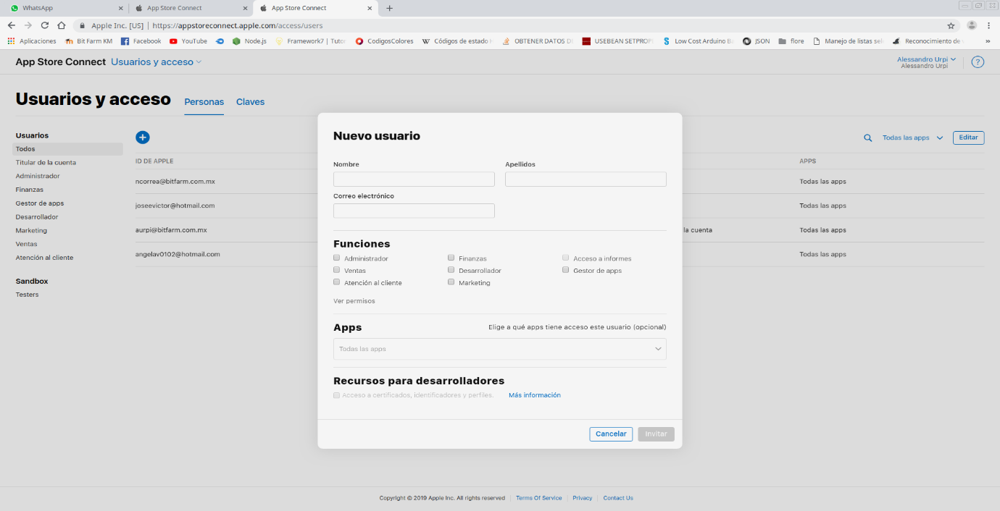 WhatsApp
App Store Connect
App Store Connect
Apple Inc. [US] | https://appstoreconnect.apple.com/access/users
Aplicaciones Bit Farm KM Facebook YouTube Node.js Framework7 | Tutor CodigosColores Códigos de estado H OBTENER DATOS DE USEBEAN SETPROPE Low Cost Arduino Ba JSON flore Manejo de listas sele Reconocimiento de »
App Store Connect Usuarios y acceso
Alessandro Urpi
Alessandro Urpi
?
Usuarios y acceso Personas Claves
Usuarios
Todos
Titular de la cuenta
Administrador
Finanzas
Gestor de apps
Desarrollador
Marketing
Ventas
Atención al cliente
Sandbox
Testers
Todas las apps Editar
ID DE APPLE APPS
ncorrea@bitfarm.com.mx Todas las apps
joseevictor@hotmail.com Todas las apps
aurpi@bitfarm.com.mx la cuenta Todas las apps
angelav0102@hotmail.com Todas las apps
Nuevo usuario
Nombre Apellidos
Correo electrónico
Funciones
Administrador Finanzas Acceso a informes
Ventas Desarrollador Gestor de apps
Atención al cliente Marketing
Ver permisos
Apps Elige a qué apps tiene acceso este usuario (opcional)
Todas las apps
Recursos para desarrolladores
Acceso a certificados, identificadores y perfiles. Más información
Cancelar Invitar
Copyright © 2019 Apple Inc. All rights reserved | Terms Of Service | Privacy | Contact Us